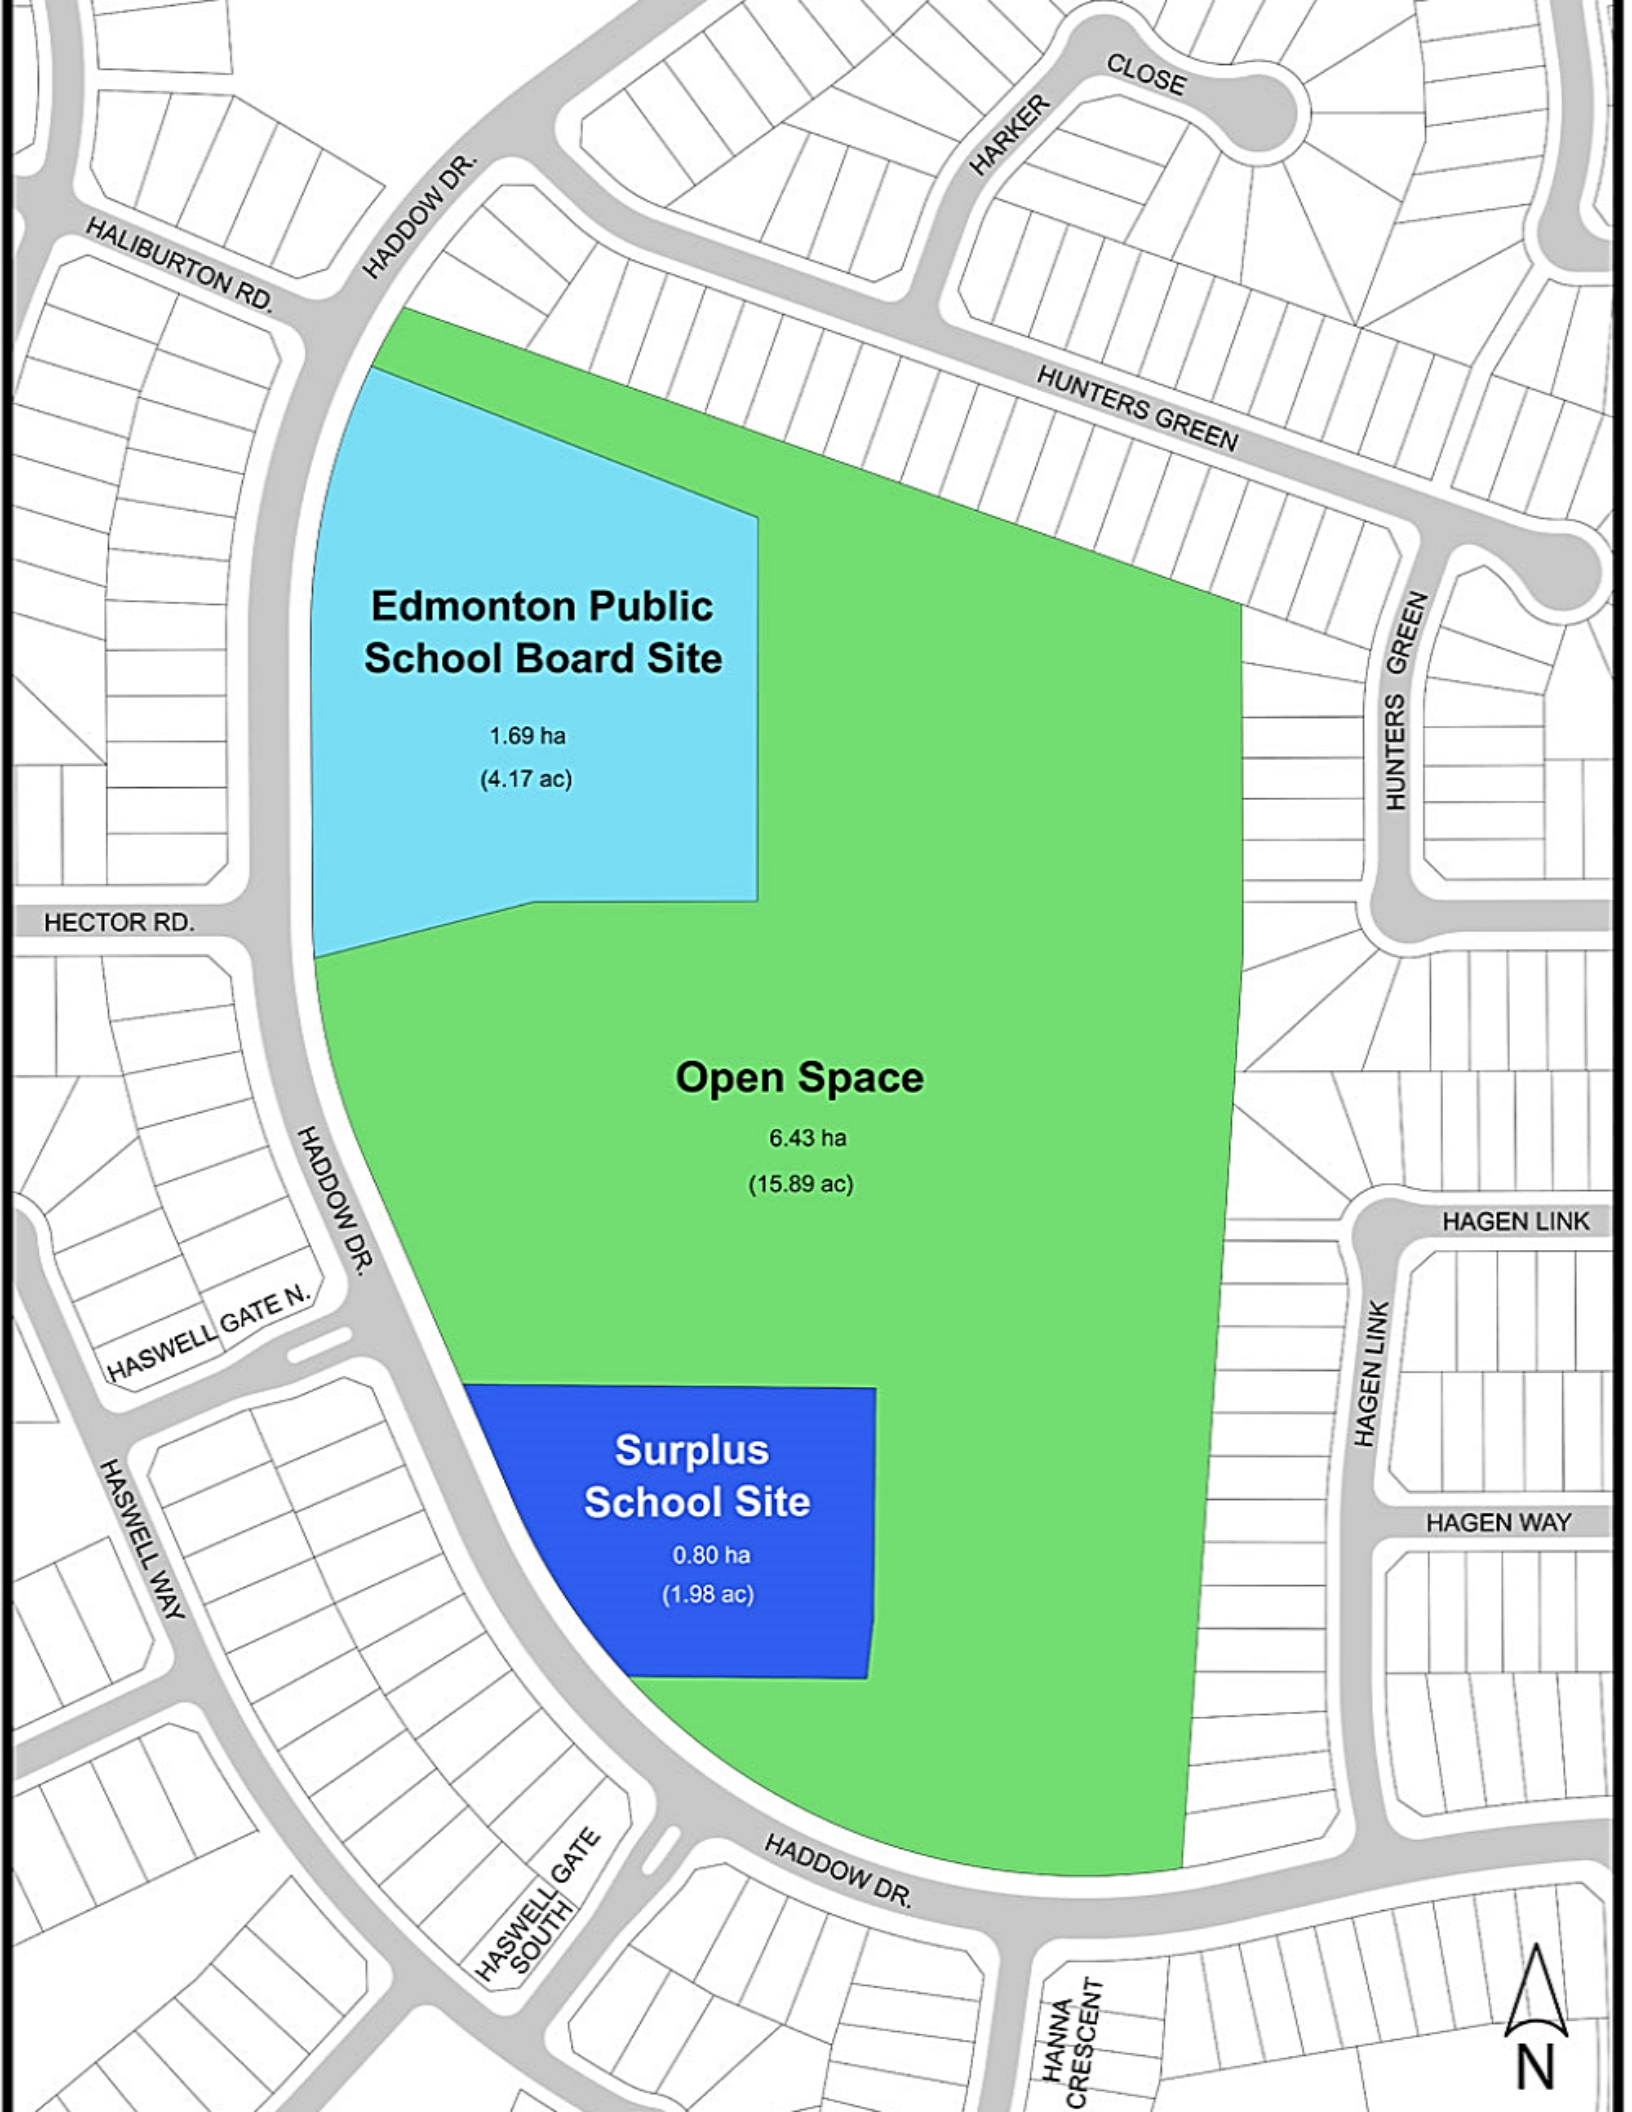 CLOSE
HARKER
HADDOW DR.
HALIBURTON RD.
HUNTERS GREEN
Edmonton Public
School Board Site
1.69 ha
(4.17 ac)
HUNTERS GREEN
HECTOR RD.
Open Space
6.43 ha
(15.89 ac)
HADDOW DR.
HAGEN LINK
HASWELL GATE N.
HAGEN LINK
Surplus
School Site
0.80 ha
(1.98 ac)
HASWELL WAY
HAGEN WAY
HADDOW DR.
HASWELL GATE
SOUTH
HANNA
CRESCENT
N